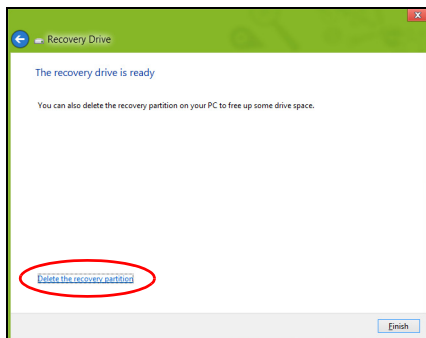 Recovery Drive
The recovery drive is ready
You can also delete the recovery partition on your PC to free up some drive space.
Delete the recovery partition
Finish